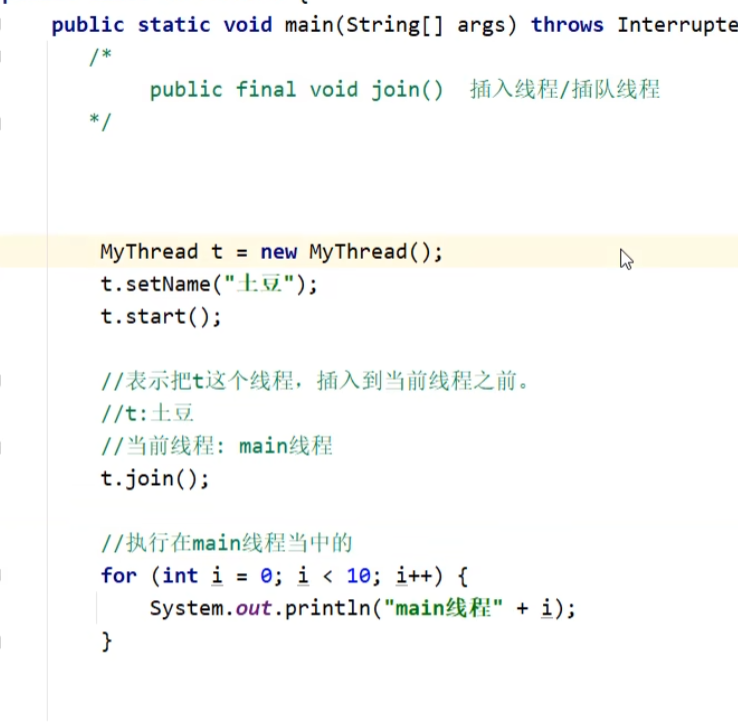 public static void main(String[] args) throws Interrupte
/*
public final void join() 插入线程/插队线程
*/
MyThread t = new MyThread();
t.setName("土豆");
t.start();
//表示把t这个线程，插入到当前线程之前。
//t:土豆
//当前线程: main线程
t.join();
//执行在main线程当中的
for (int i = 0; i < 10; i++) {
System.out.println("main线程" + i);
}